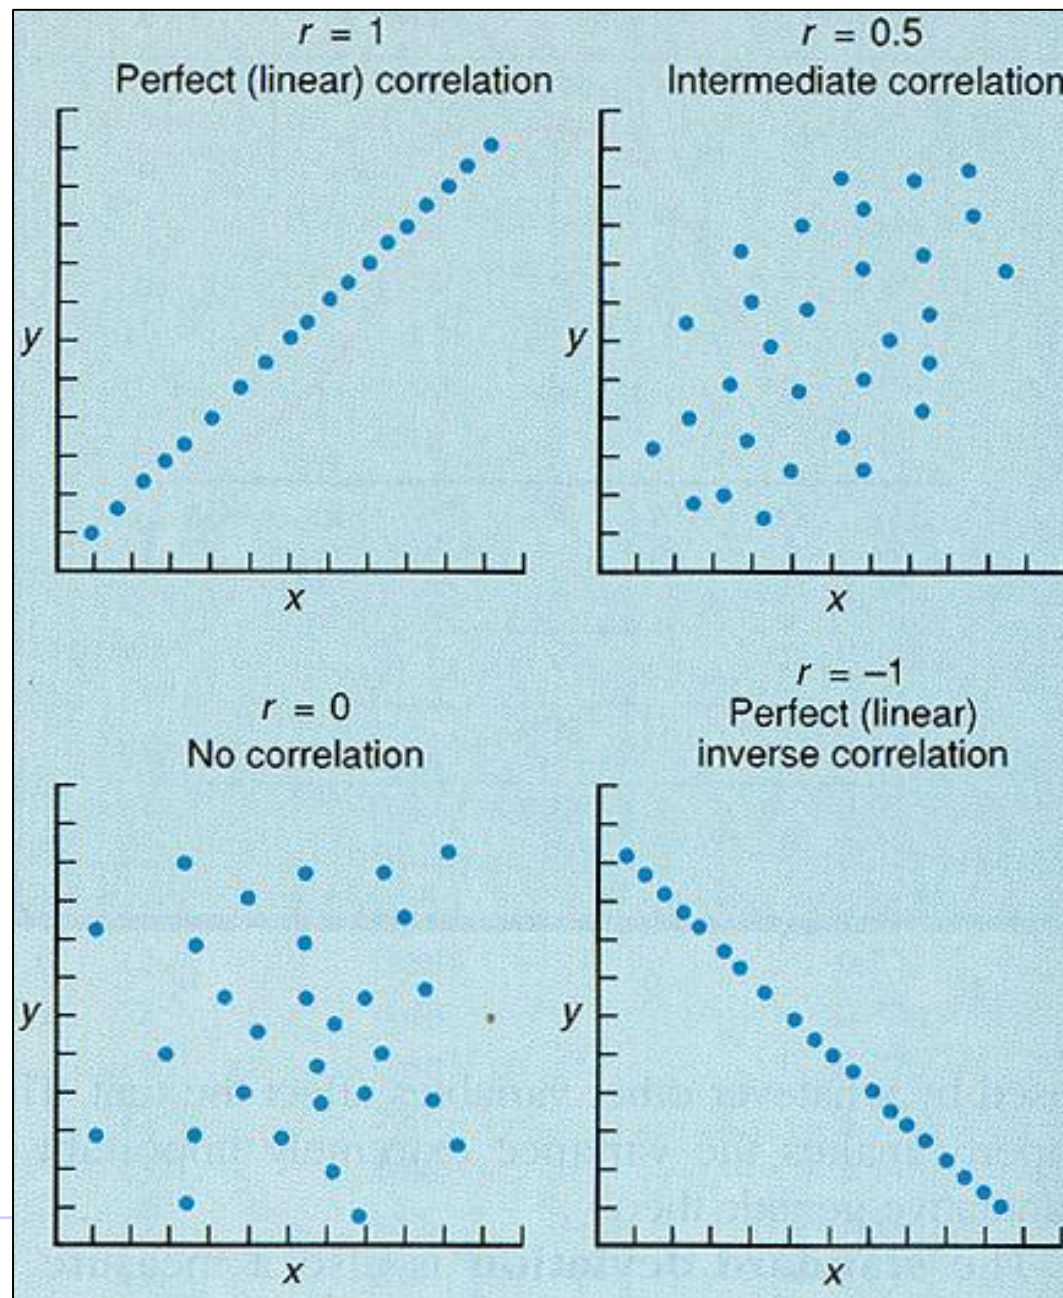 r = 1
Perfect (linear) correlation
y
x
r = 0.5
Intermediate correlation
y
x
r = 0
No correlation
y
x
r = −1
Perfect (linear)
inverse correlation
y
x